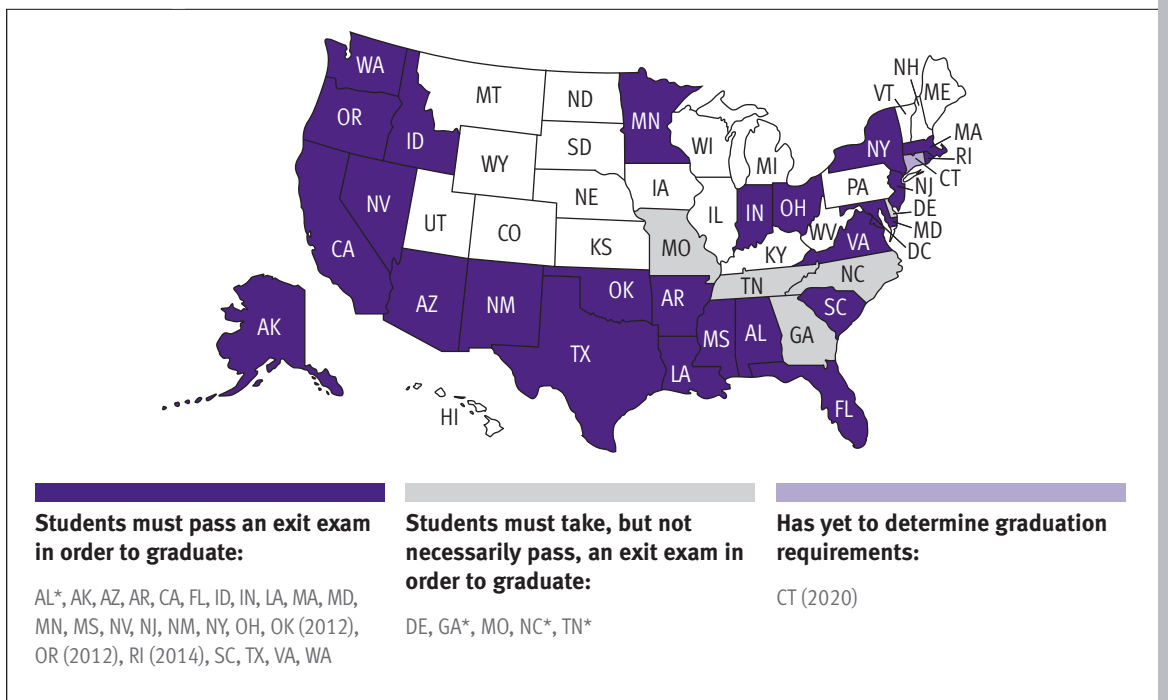 WA
MT
ND
MN
OR
ID
SD
WI
MI
NH
VT
ME
NY
MA
RI
CT
WY
NE
IA
PA
NJ
NV
UT
CO
KS
IL
IN
OH
DE
MD
DC
WV
VA
CA
MO
KY
AZ
NM
OK
AR
TN
NC
SC
AK
TX
MS
AL
GA
LA
HI
FL
Students must pass an exit exam
in order to graduate:
AL*, AK, AZ, AR, CA, FL, ID, IN, LA, MA, MD,
MN, MS, NV, NJ, NM, NY, OH, OK (2012),
OR (2012), RI (2014), SC, TX, VA, WA
Students must take, but not
necessarily pass, an exit exam in
order to graduate:
DE, GA*, MO, NC*, TN*
Has yet to determine graduation
requirements:
CT (2020)